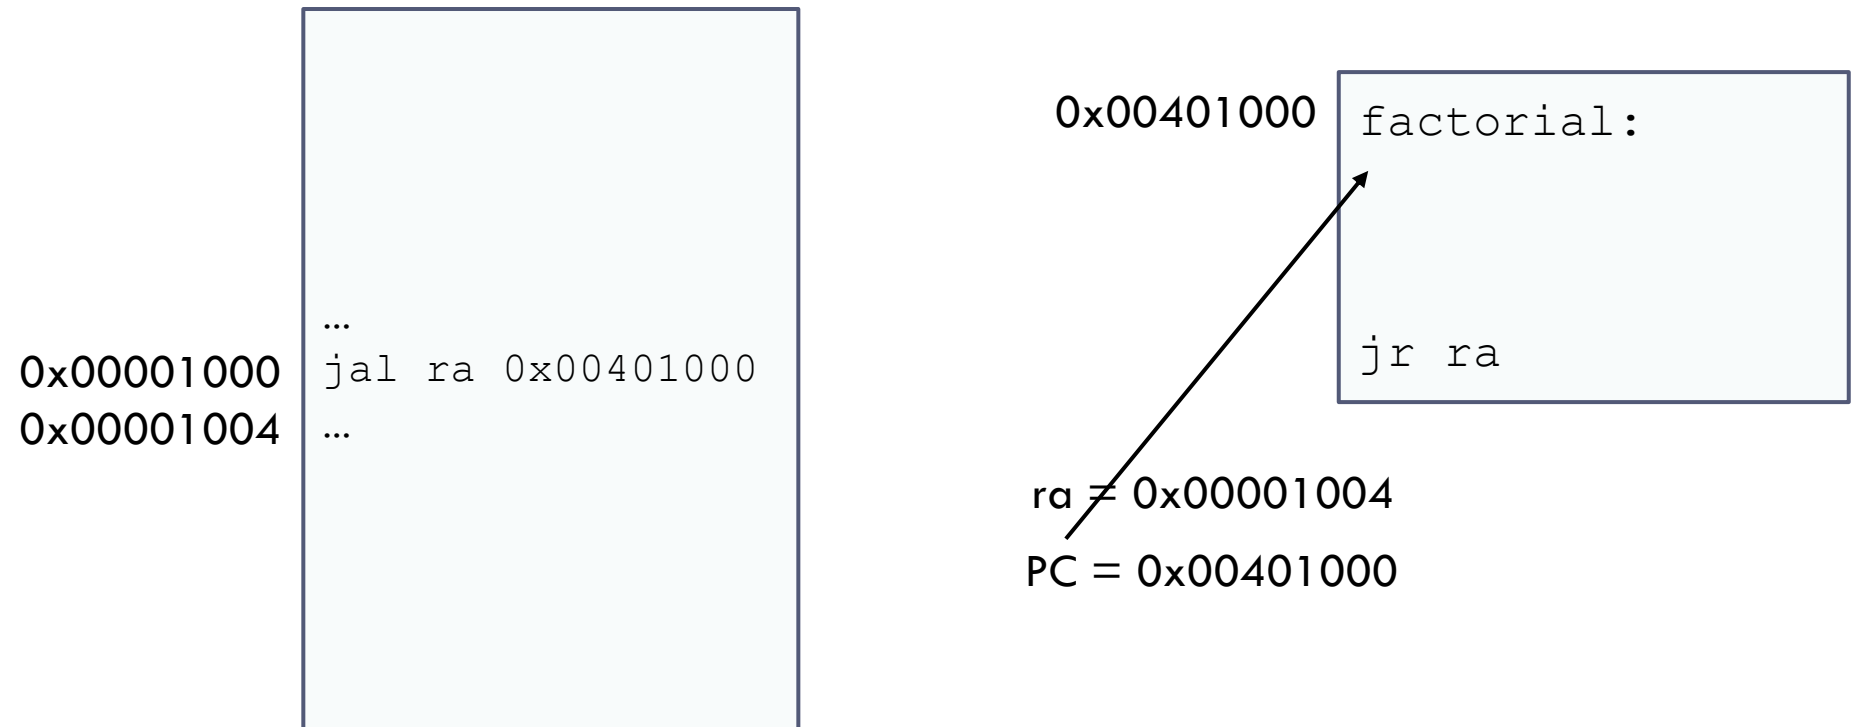 ...
0x00001000 jal ra 0x00401000
0x00001004 ...
0x00401000 factorial:
jr ra
ra = 0x00001004
PC = 0x00401000